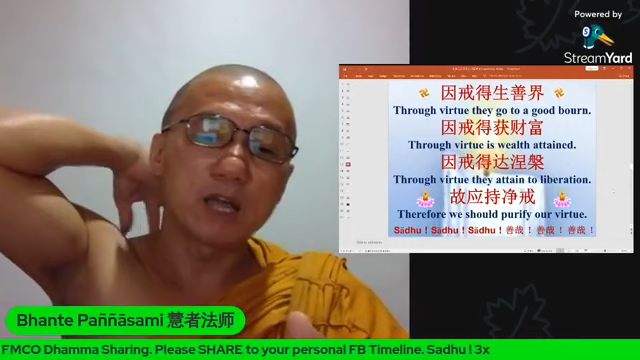 Powered by
StreamYard
因戒得生善界
Through virtue they go to a good bourn.
因戒得获财富
Through virtue is wealth attained.
因戒得达涅槃
Through virtue they attain to liberation.
故应持净戒
Therefore we should purify our virtue.
Sādhu ! Sādhu ! Sādhu ! 善哉 ! 善哉 ! 善哉 !
Bhante Paññāsami 慧者法师
FMCO Dhamma Sharing. Please SHARE to your personal FB Timeline. Sadhu ! 3x